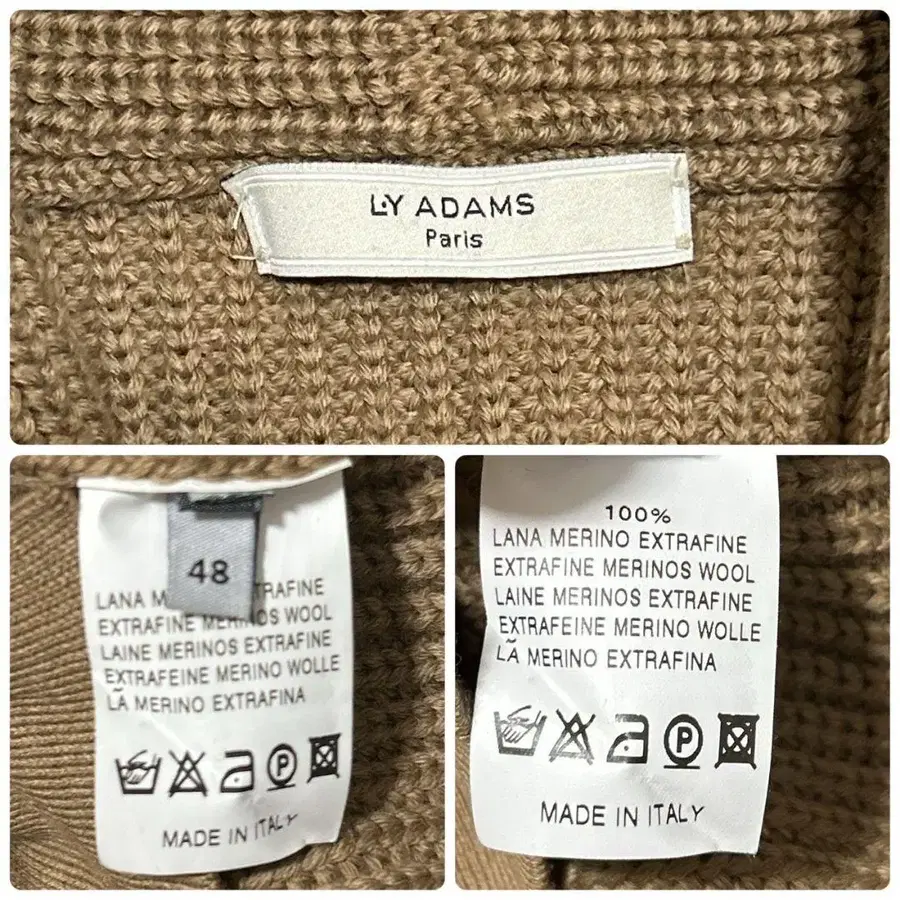 L·Y ADAMS
Paris
48
LANA M TRAFINE
EXTRAFINE MERINOS WOOL
LAINE MERINOS EXTRAFINE
EXTRAFEINE MERINO WOLLE
LÃ MERINO EXTRAFINA
P
MADE IN ITALY
100%
LANA MERINO EXTRAFINE
EXTRAFINE MERINOS WOOL
LAINE MERINOS EXTRAFINE
EXTRAFEINE MERINO WOLLE
LÃ MERINO EXTRAFINA
P
MADE IN ITALY